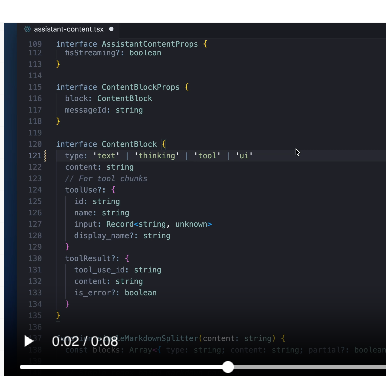 assistant-content.tsx
109 interface AssistantContentProps {
112 isStreaming?: boolean
113 }
114
115 interface ContentBlockProps {
116 block: ContentBlock
117 messageId: string
118 }
119
120 interface ContentBlock {
121 type: 'text' | 'thinking' | 'tool' | 'ui'
122 content: string
123 // For tool chunks
124 toolUse?: {
125 id: string
126 name: string
127 input: Record<string, unknown>
128 display_name?: string
129 }
130 toolResult?: {
131 tool_use_id: string
132 content: string
133 is_error?: boolean
134 }
135 }
136
MarkdownSplitter(content: string) {
0:02 / 0:08
const blocks: Array<{ type: string; content: string; partial?: boolean